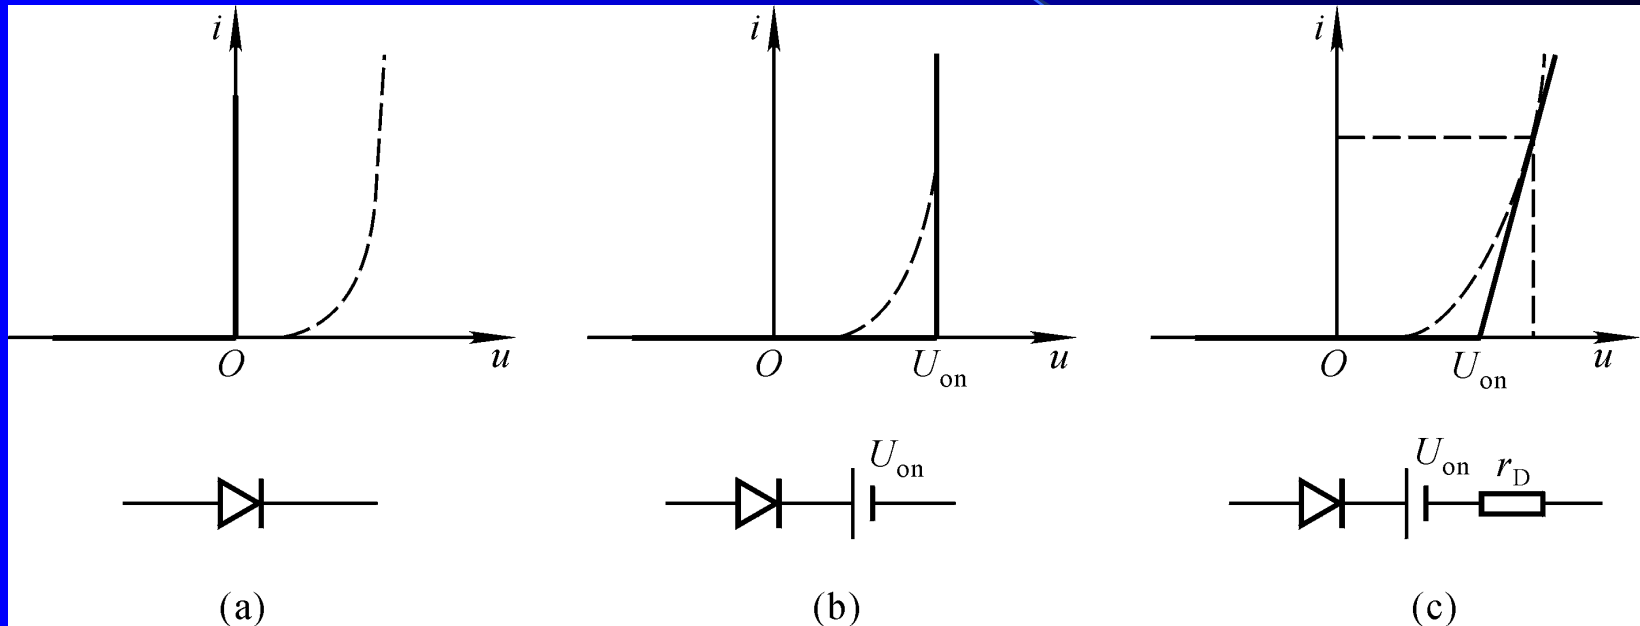 i i i
u u u
O O U_on O U_on
U_on U_on r_D
(a) (b) (c)